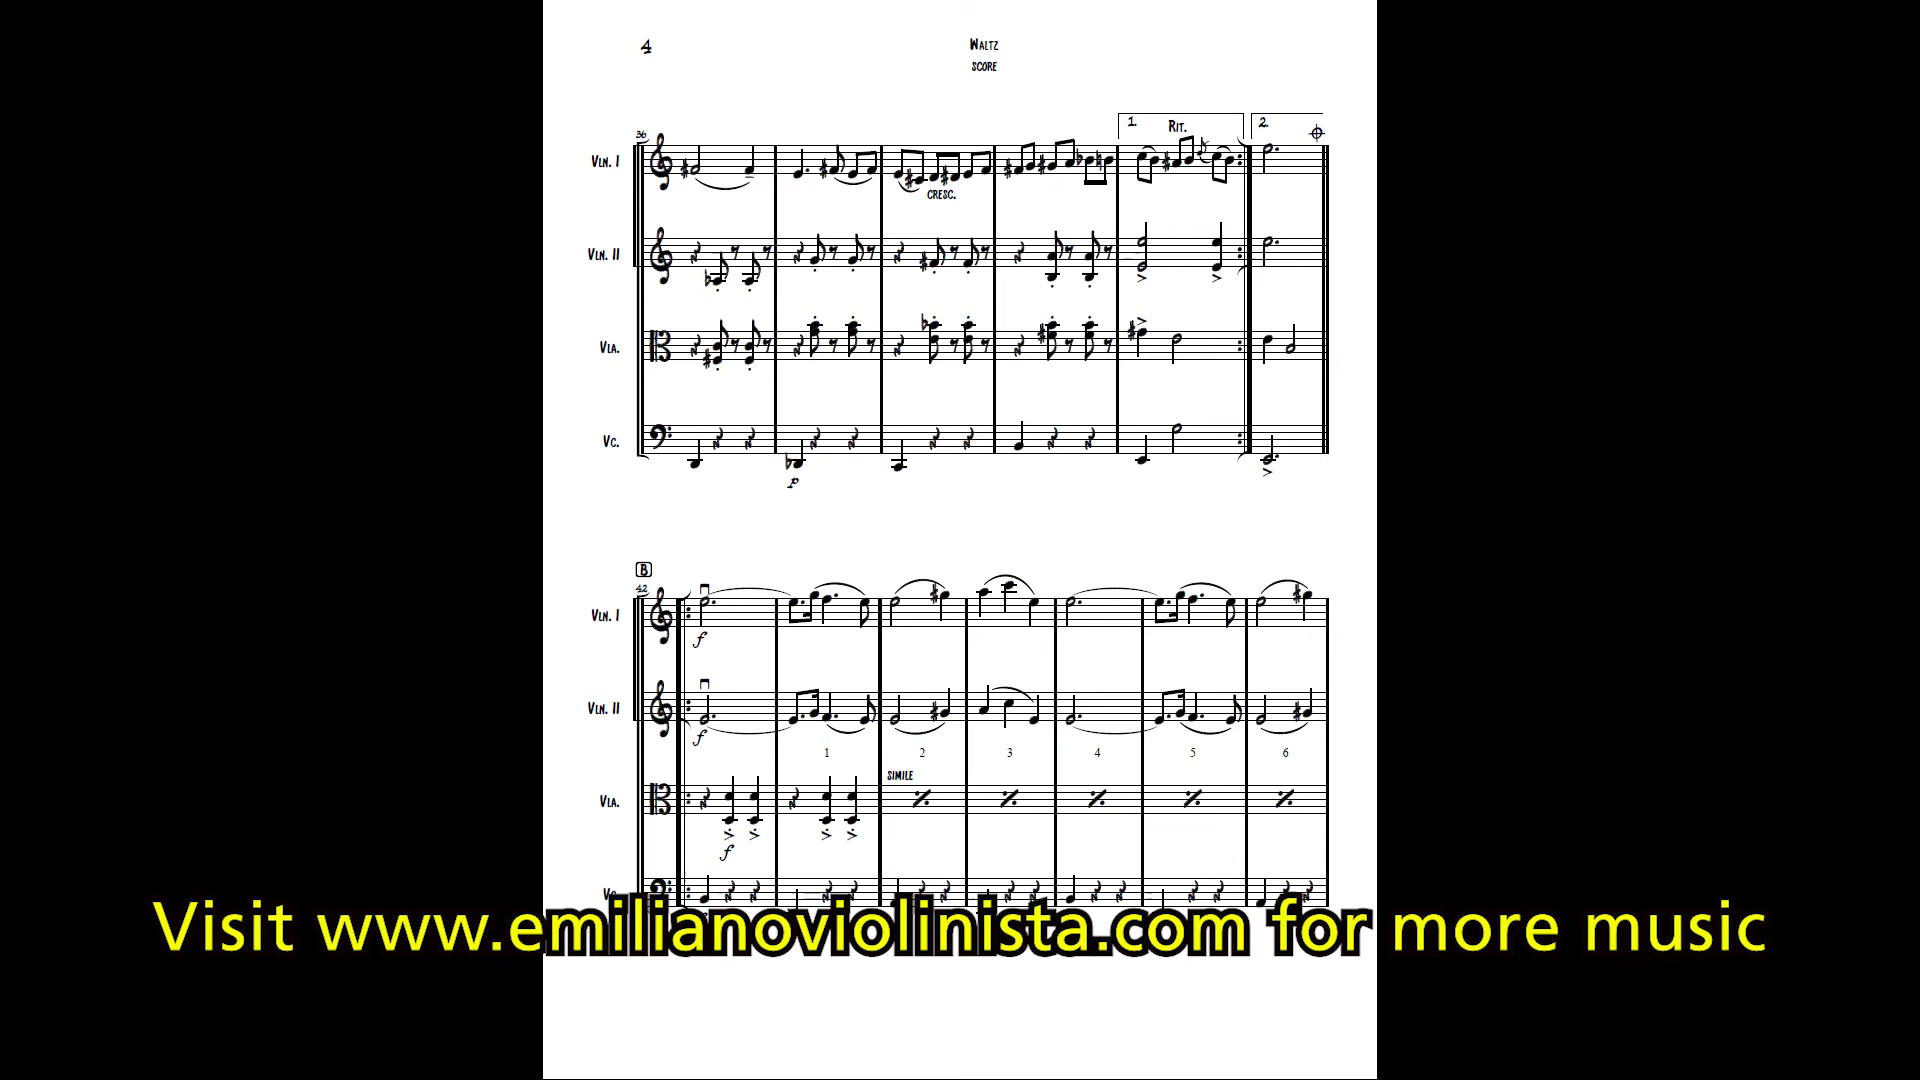 4
Waltz
score
36
1.
Rit.
2.
Vln. I
cresc.
Vln. II
Vla.
Vc.
p
B
42
Vln. I
f
Vln. II
f
1 2 3 4 5 6
simile
Vla.
f
Vc.
Visit www.emilianoviolinista.com for more music